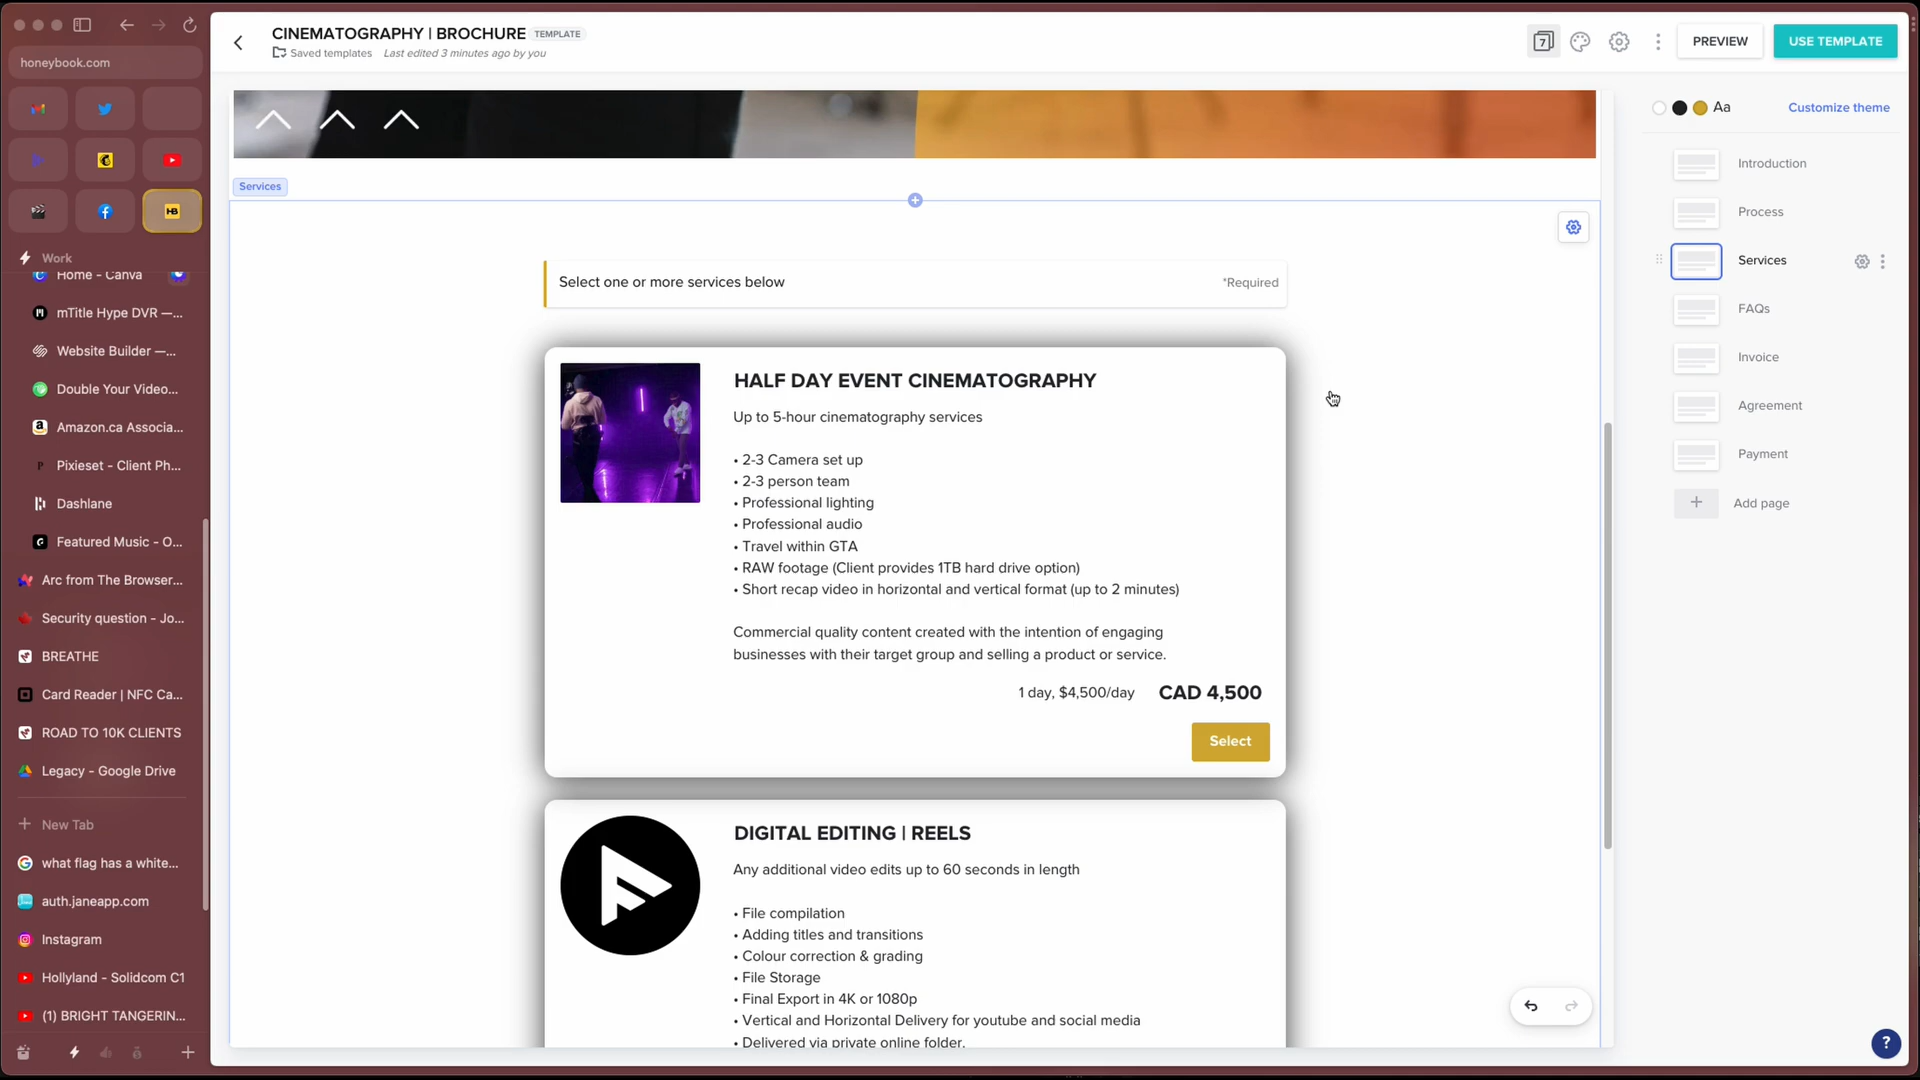 honeybook.com
Work
Home - Canva
mTitle Hype DVR —...
Website Builder —...
Double Your Video...
Amazon.ca Associa...
Pixieset - Client Ph...
Dashlane
Featured Music - O...
Arc from The Browser...
Security question - Jo...
BREATHE
Card Reader | NFC Ca...
ROAD TO 10K CLIENTS
Legacy - Google Drive
New Tab
what flag has a white...
auth.janeapp.com
Instagram
Hollyland - Solidcom C1
(1) BRIGHT TANGERIN...
CINEMATOGRAPHY | BROCHURE TEMPLATE
Saved templates Last edited 3 minutes ago by you
7
PREVIEW
USE TEMPLATE
Services
Select one or more services below *Required
HALF DAY EVENT CINEMATOGRAPHY
Up to 5-hour cinematography services
• 2-3 Camera set up
• 2-3 person team
• Professional lighting
• Professional audio
• Travel within GTA
• RAW footage (Client provides 1TB hard drive option)
• Short recap video in horizontal and vertical format (up to 2 minutes)
Commercial quality content created with the intention of engaging
businesses with their target group and selling a product or service.
1 day, $4,500/day CAD 4,500
Select
DIGITAL EDITING | REELS
Any additional video edits up to 60 seconds in length
• File compilation
• Adding titles and transitions
• Colour correction & grading
• File Storage
• Final Export in 4K or 1080p
• Vertical and Horizontal Delivery for youtube and social media
• Delivered via private online folder.
Aa Customize theme
Introduction
Process
Services
FAQs
Invoice
Agreement
Payment
Add page
?
HB